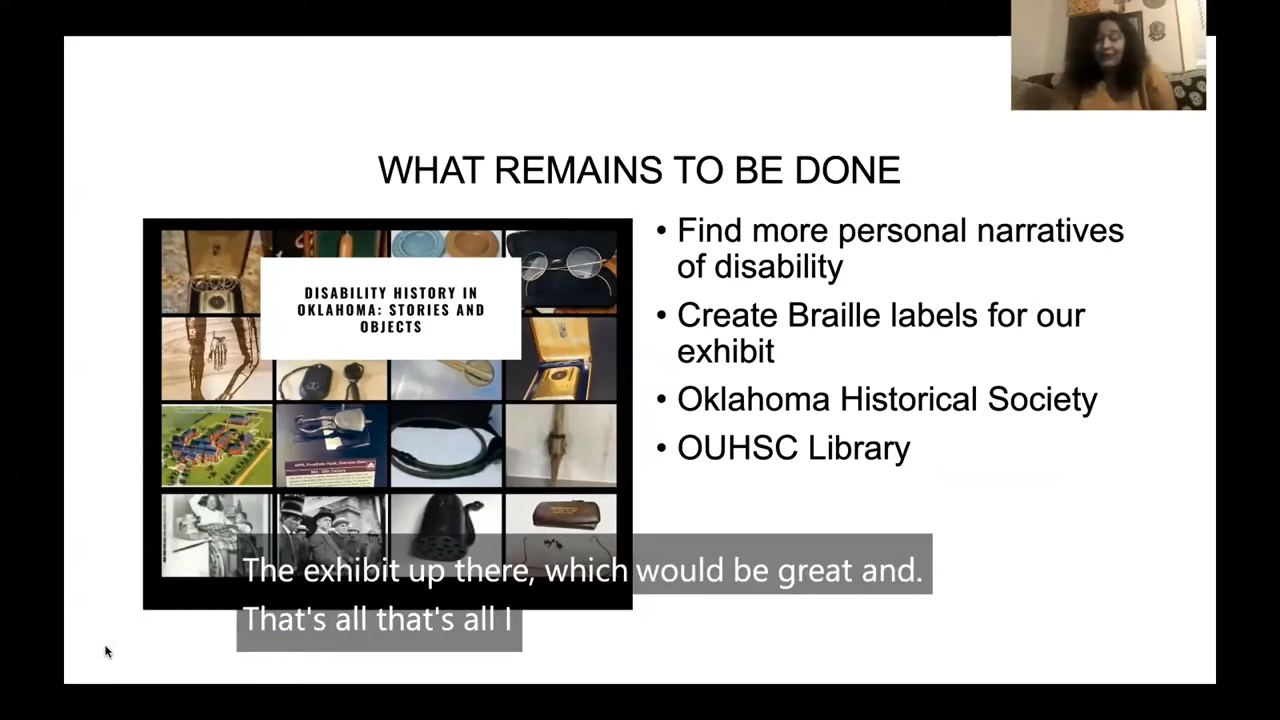 WHAT REMAINS TO BE DONE
DISABILITY HISTORY IN
OKLAHOMA: STORIES AND
OBJECTS
• Find more personal narratives
of disability
• Create Braille labels for our
exhibit
• Oklahoma Historical Society
• OUHSC Library
The exhibit up there, which would be great and.
That's all that's all I